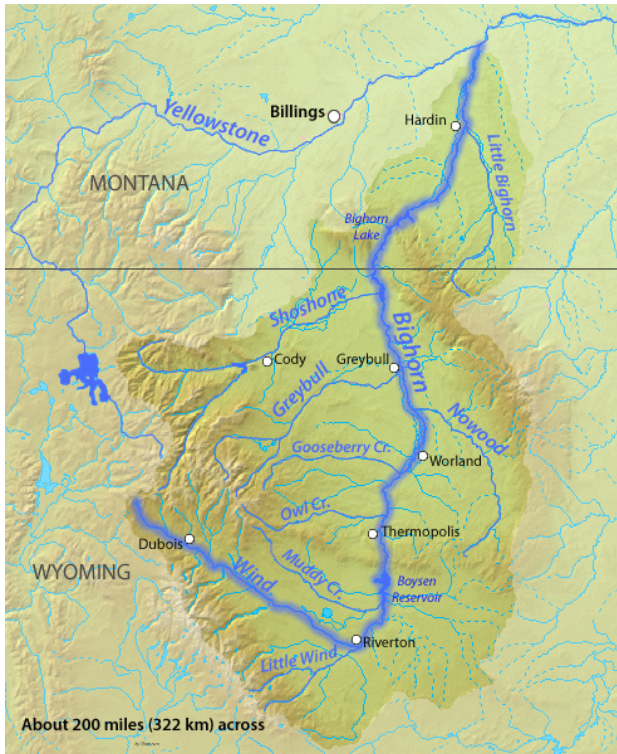 Yellowstone
Billings
Hardin
Little Bighorn
MONTANA
Bighorn
Lake
Shoshone
Bighorn
Cody
Greybull
Greybull
Nowood
Gooseberry Cr.
Worland
Owl Cr.
Thermopolis
Dubois
WYOMING
Wind
Muddy Cr.
Boysen
Reservoir
Riverton
Little Wind
About 200 miles (322 km) across